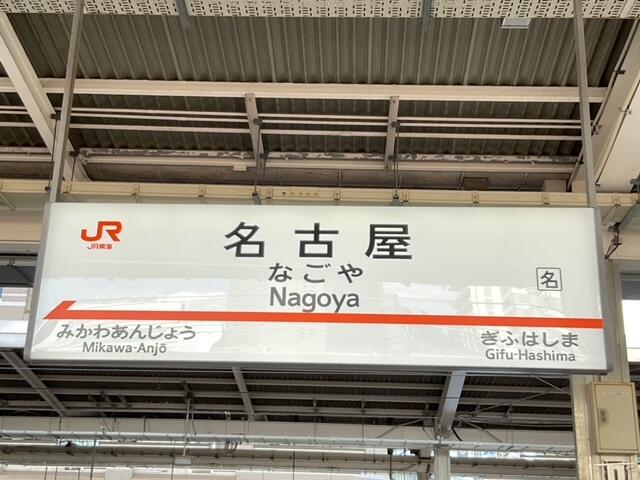 JR
JR東海
名古屋
なごや
Nagoya
名
みかわあんじょう
Mikawa-Anjō
ぎふはしま
Gifu-Hashima